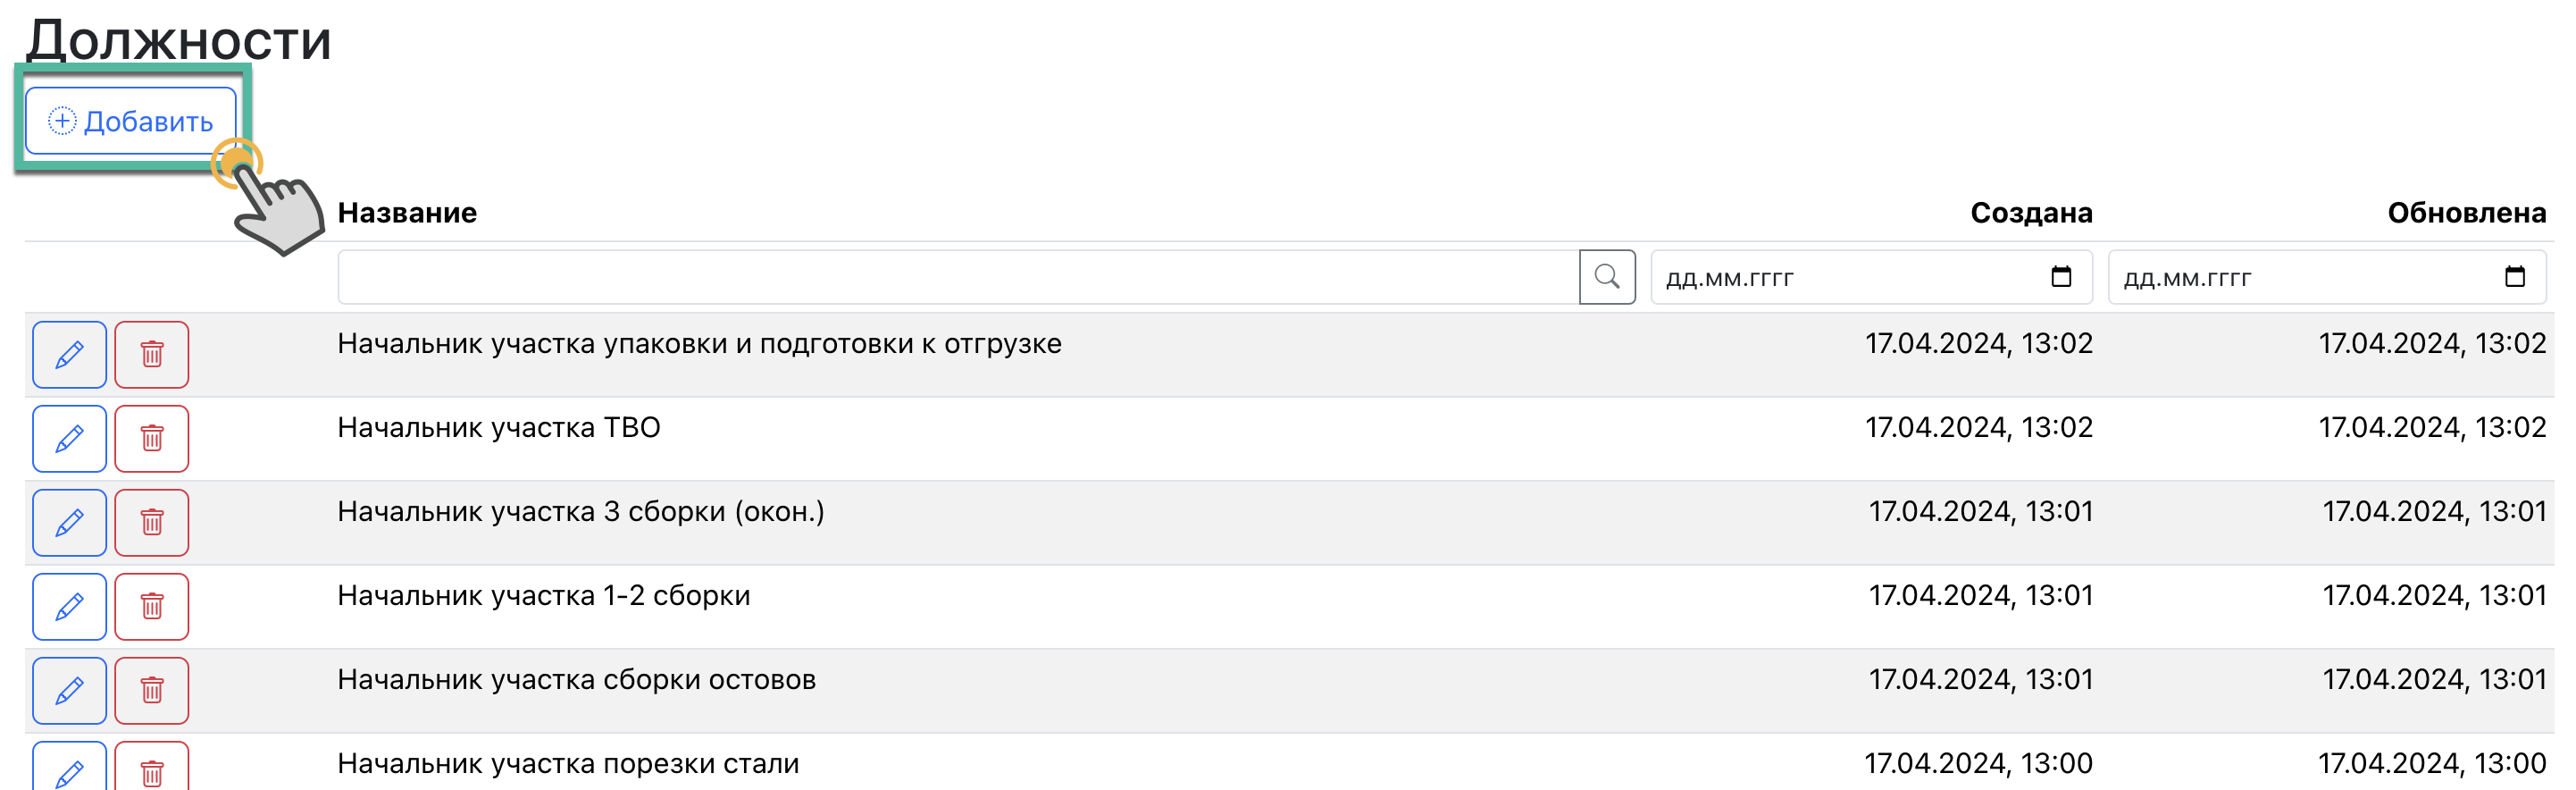 Должности
Добавить
Название Создана Обновлена
дд.мм.гггг дд.мм.гггг
Начальник участка упаковки и подготовки к отгрузке 17.04.2024, 13:02 17.04.2024, 13:02
Начальник участка ТВО 17.04.2024, 13:02 17.04.2024, 13:02
Начальник участка 3 сборки (окон.) 17.04.2024, 13:01 17.04.2024, 13:01
Начальник участка 1-2 сборки 17.04.2024, 13:01 17.04.2024, 13:01
Начальник участка сборки остовов 17.04.2024, 13:01 17.04.2024, 13:01
Начальник участка порезки стали 17.04.2024, 13:00 17.04.2024, 13:00